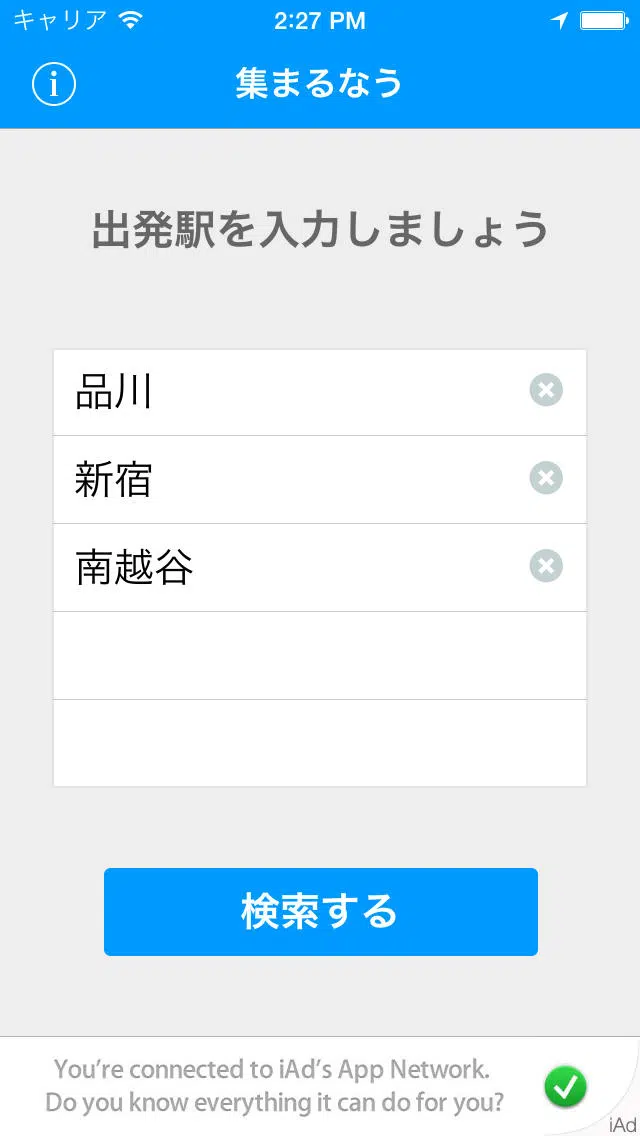 キャリア 2:27 PM
i 集まるなう
出発駅を入力しましょう
品川
新宿
南越谷
検索する
You're connected to iAd's App Network.
Do you know everything it can do for you?
iAd